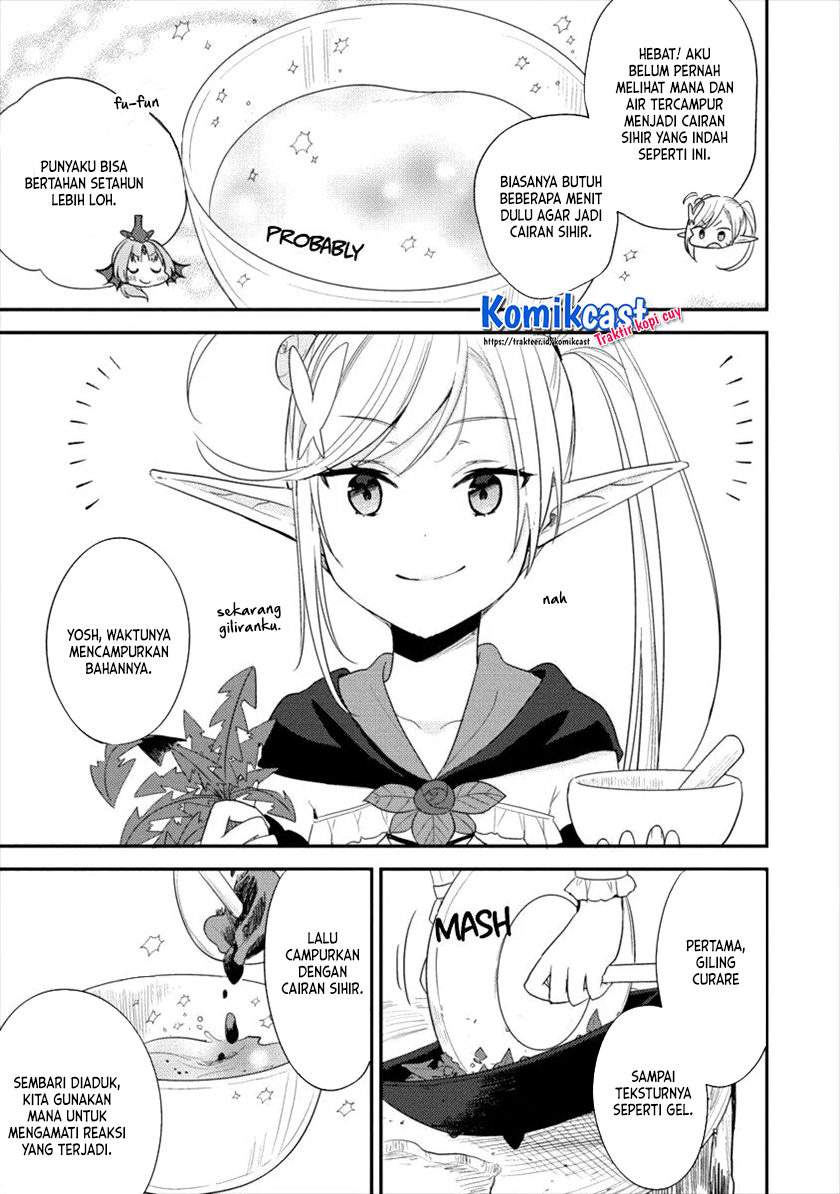 HEBAT! AKU
BELUM PERNAH
MELIHAT MANA DAN
AIR TERCAMPUR
MENJADI CAIRAN
SIHIR YANG INDAH
SEPERTI INI.
BIASANYA BUTUH
BEBERAPA MENIT
DULU AGAR JADI
CAIRAN SIHIR.
fu-fun
PUNYAKU BISA
BERTAHAN SETAHUN
LEBIH LOH.
PROBABLY
Komikcast
https://trakteer.id/komikcast
Traktir kopi cuy
nah
sekarang
giliranku.
YOSH, WAKTUNYA
MENCAMPURKAN
BAHANNYA.
PERTAMA,
GILING
CURARE
MASH
SAMPAI
TEKSTURNYA
SEPERTI GEL.
LALU
CAMPURKAN
DENGAN
CAIRAN SIHIR.
SEMBARI DIADUK,
KITA GUNAKAN
MANA UNTUK
MENGAMATI REAKSI
YANG TERJADI.